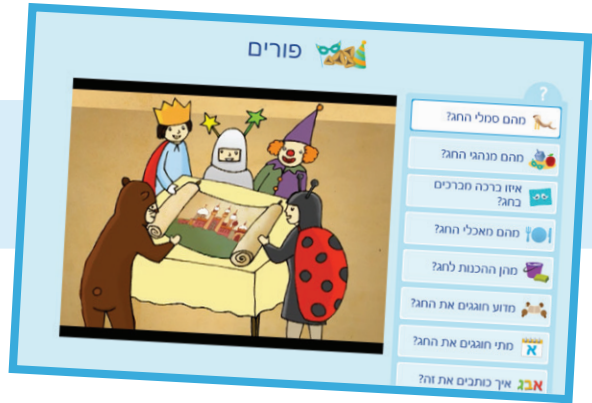 פורים
?
מהם סמלי החג?
מהם מנהגי החג?
איזו ברכה מברכים
בחג?
מהם מאכלי החג?
מהן ההכנות לחג?
מדוע חוגגים את החג?
מתי חוגגים את החג?
א
איך כותבים את זה?
אבג